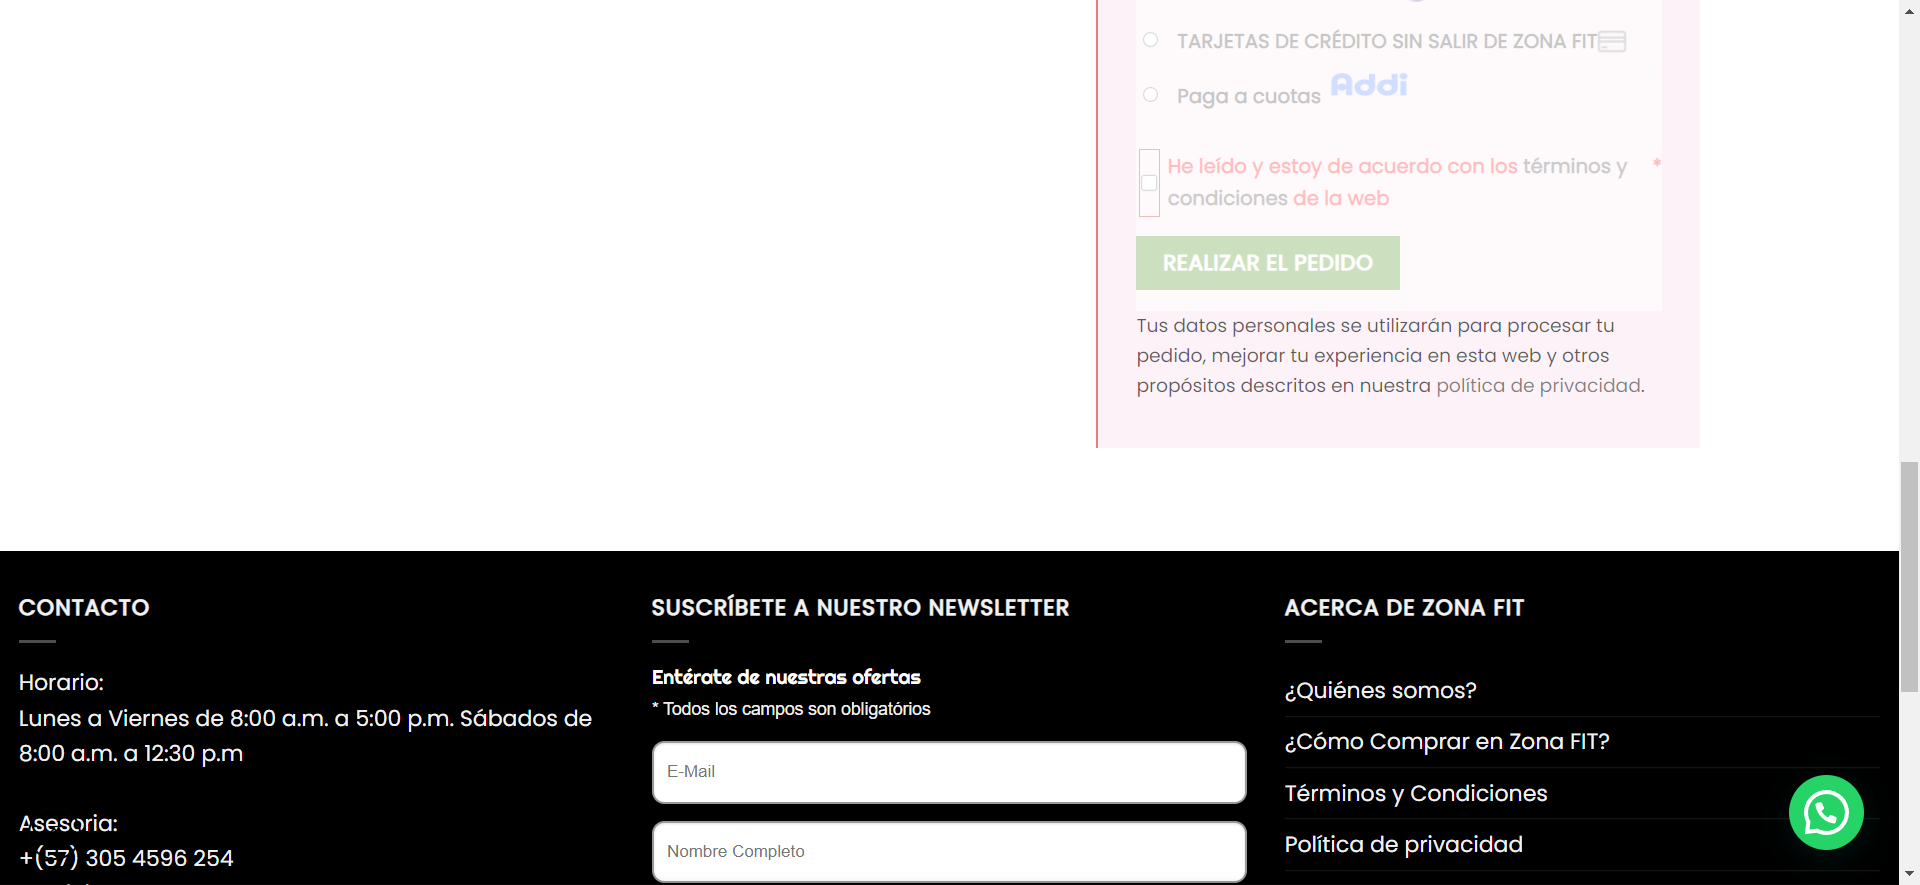 TARJETAS DE CRÉDITO SIN SALIR DE ZONA FIT
Paga a cuotas Addi
He leído y estoy de acuerdo con los términos y *
condiciones de la web
REALIZAR EL PEDIDO
Tus datos personales se utilizarán para procesar tu
pedido, mejorar tu experiencia en esta web y otros
propósitos descritos en nuestra política de privacidad.
CONTACTO
Horario:
Lunes a Viernes de 8:00 a.m. a 5:00 p.m. Sábados de
8:00 a.m. a 12:30 p.m
Asesoria:
+(57) 305 4596 254
SUSCRÍBETE A NUESTRO NEWSLETTER
Entérate de nuestras ofertas
* Todos los campos son obligatórios
E-Mail
Nombre Completo
ACERCA DE ZONA FIT
¿Quiénes somos?
¿Cómo Comprar en Zona FIT?
Términos y Condiciones
Política de privacidad